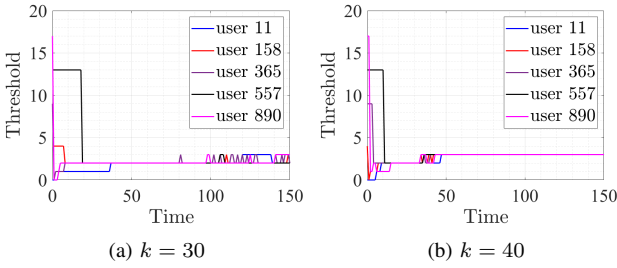 20
15
10
5
0
Threshold
0
50
100
150
Time
user 11
user 158
user 365
user 557
user 890
(a) k = 30
20
15
10
5
0
Threshold
0
50
100
150
Time
user 11
user 158
user 365
user 557
user 890
(b) k = 40